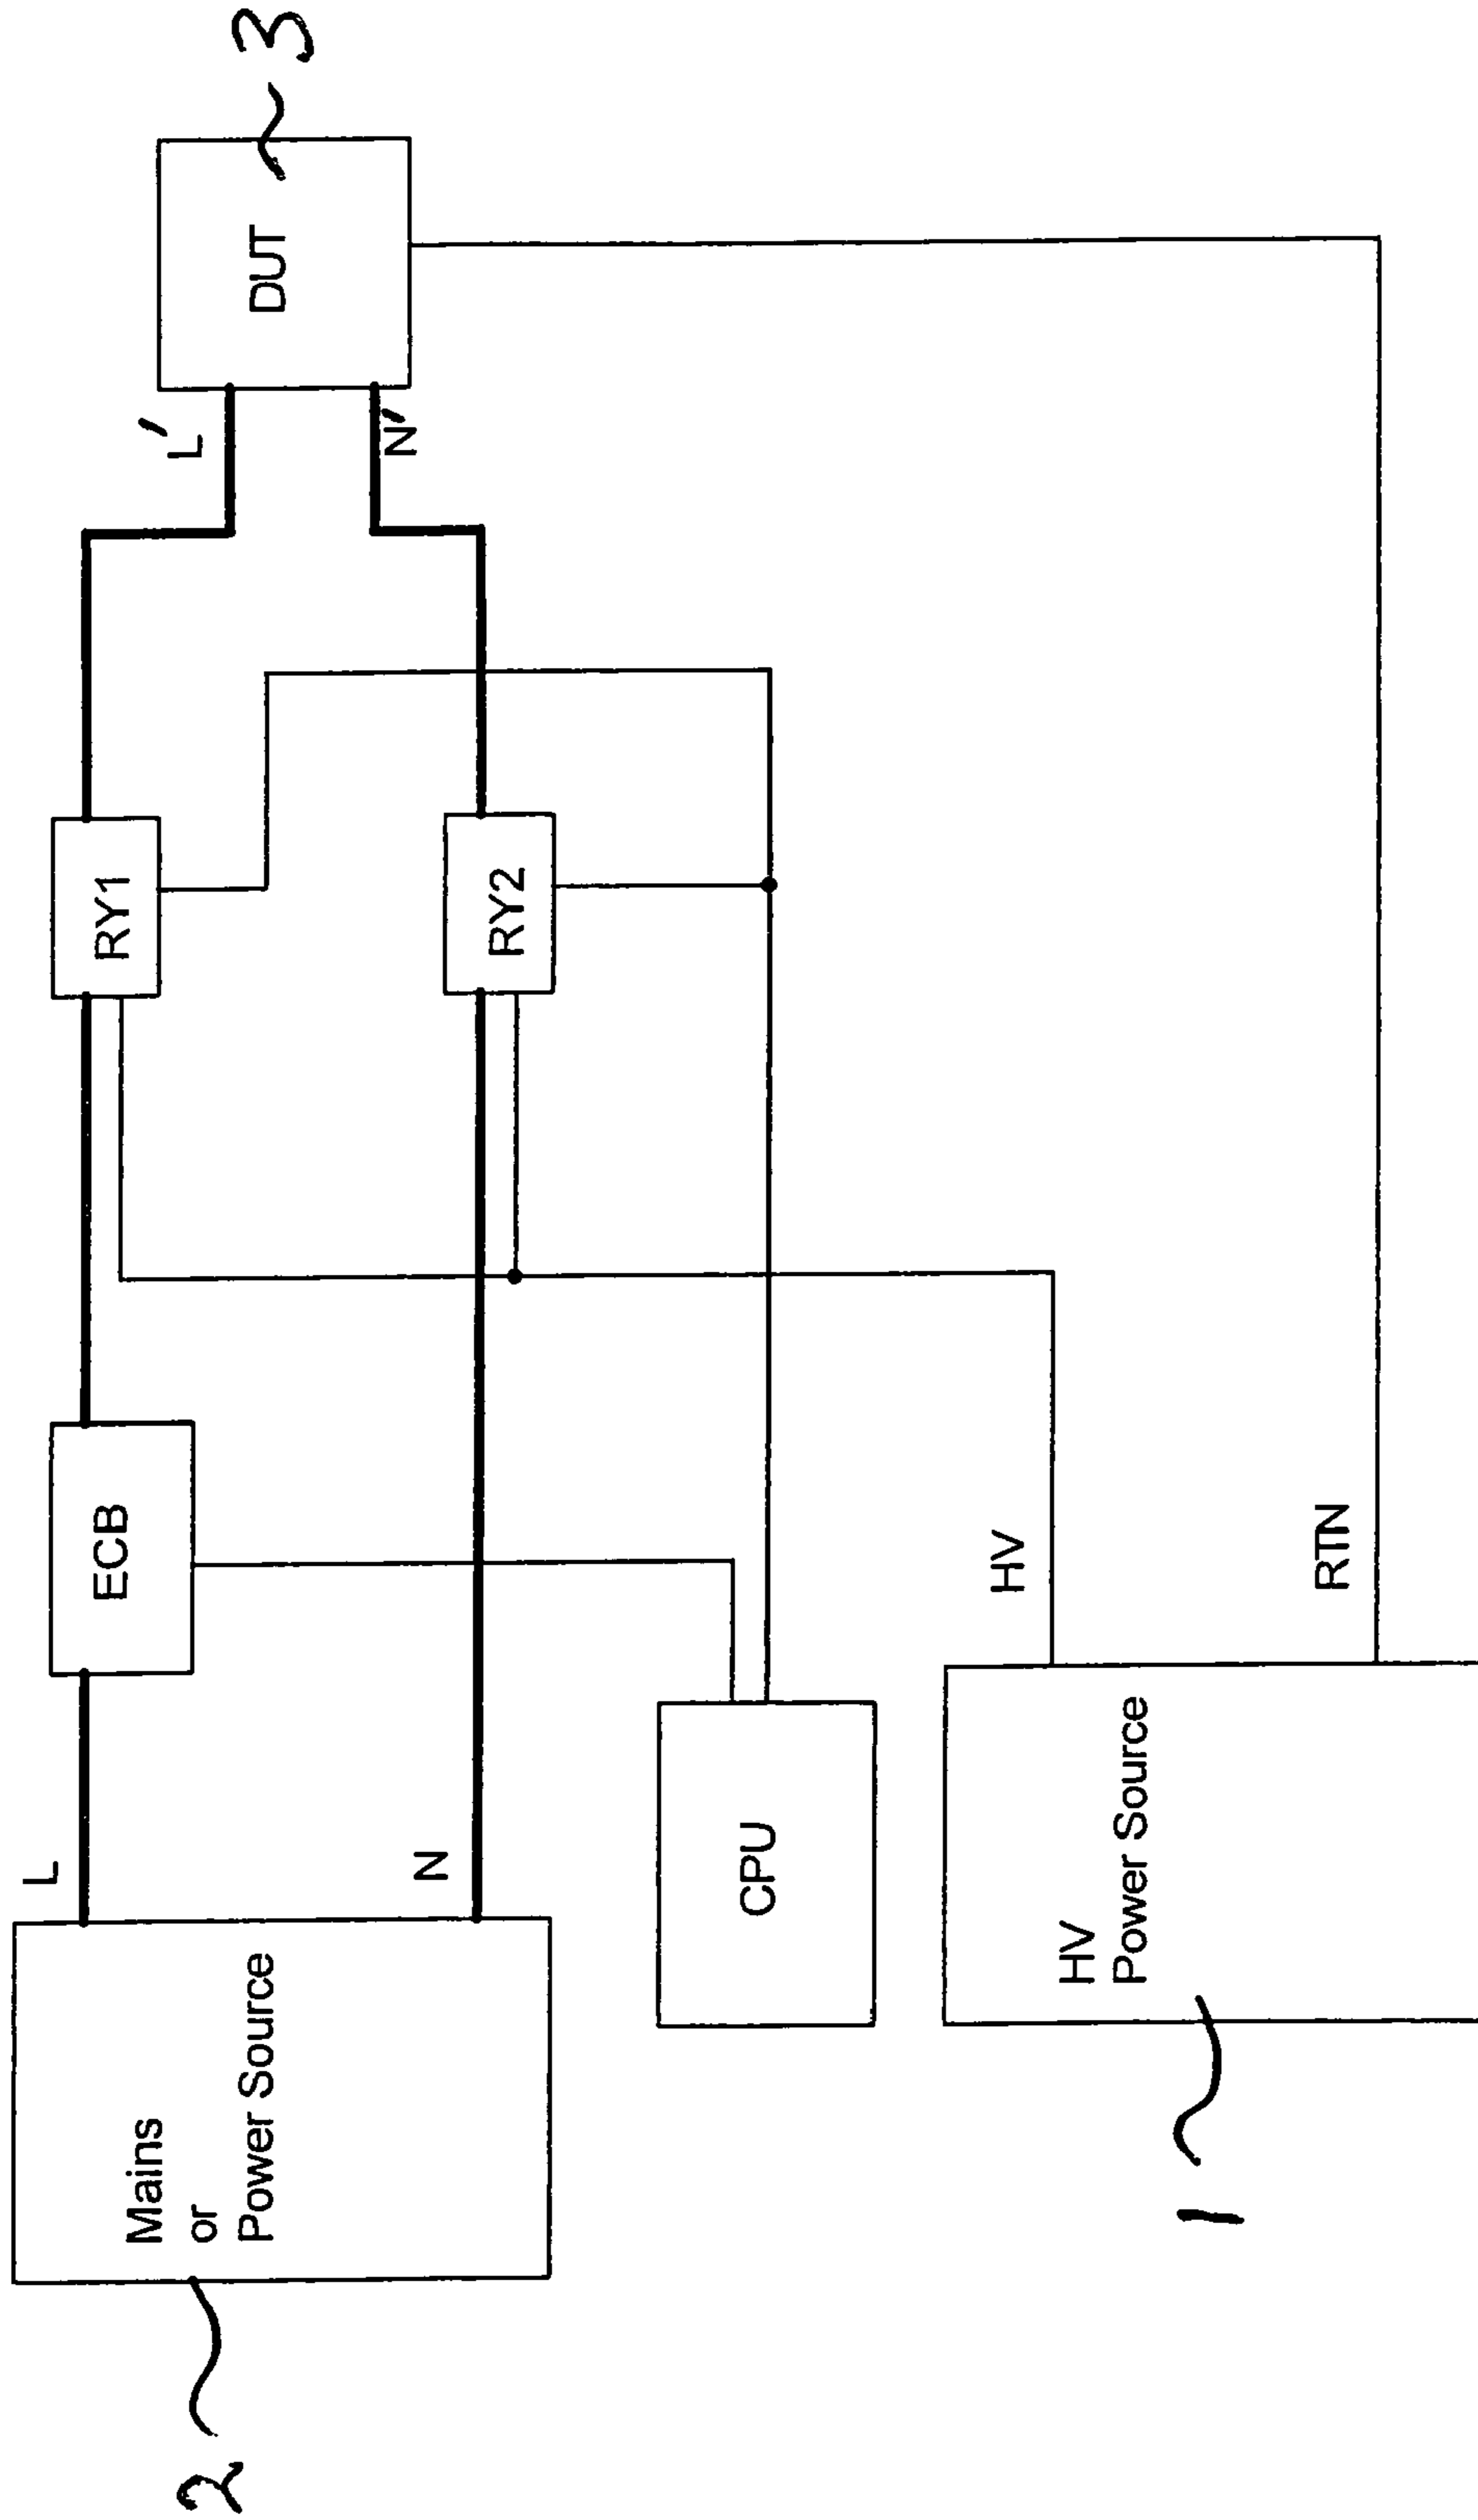 2
Mains
or
Power Source
L
N
ECB
RY1
RY2
L'
N'
DUT
3
CPU
HV
Power Source
HV
RTN
1